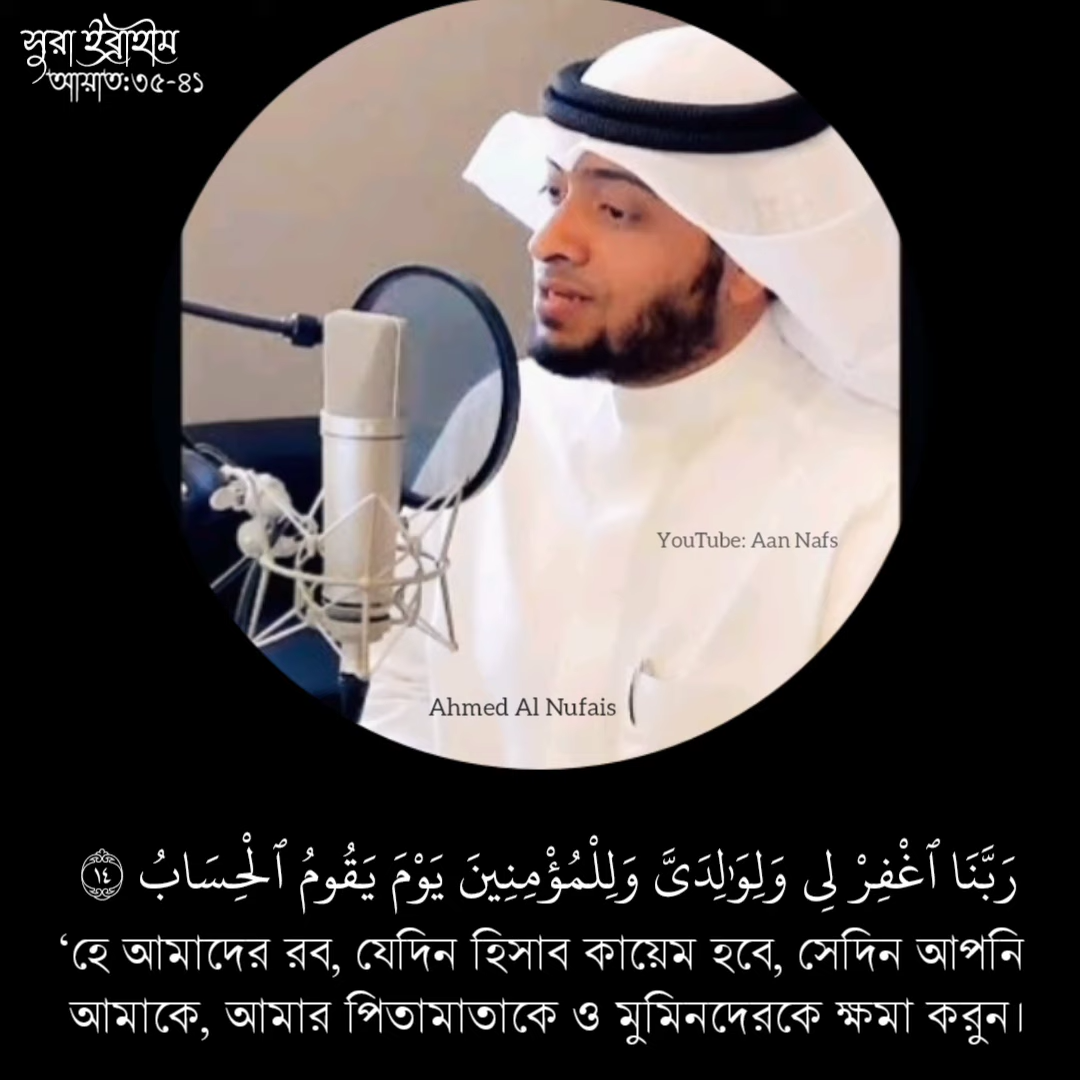 সুরা ইব্রাহীম
আয়াত:৩৫-৪১
YouTube: Aan Nafs
Ahmed Al Nufais
رَبَّنَا ٱغْفِرْ لِى وَلِوَٰلِدَىَّ وَلِلْمُؤْمِنِينَ يَوْمَ يَقُومُ ٱلْحِسَابُ ١٤
‘হে আমাদের রব, যেদিন হিসাব কায়েম হবে, সেদিন আপনি
আমাকে, আমার পিতামাতাকে ও মুমিনদেরকে ক্ষমা করুন।